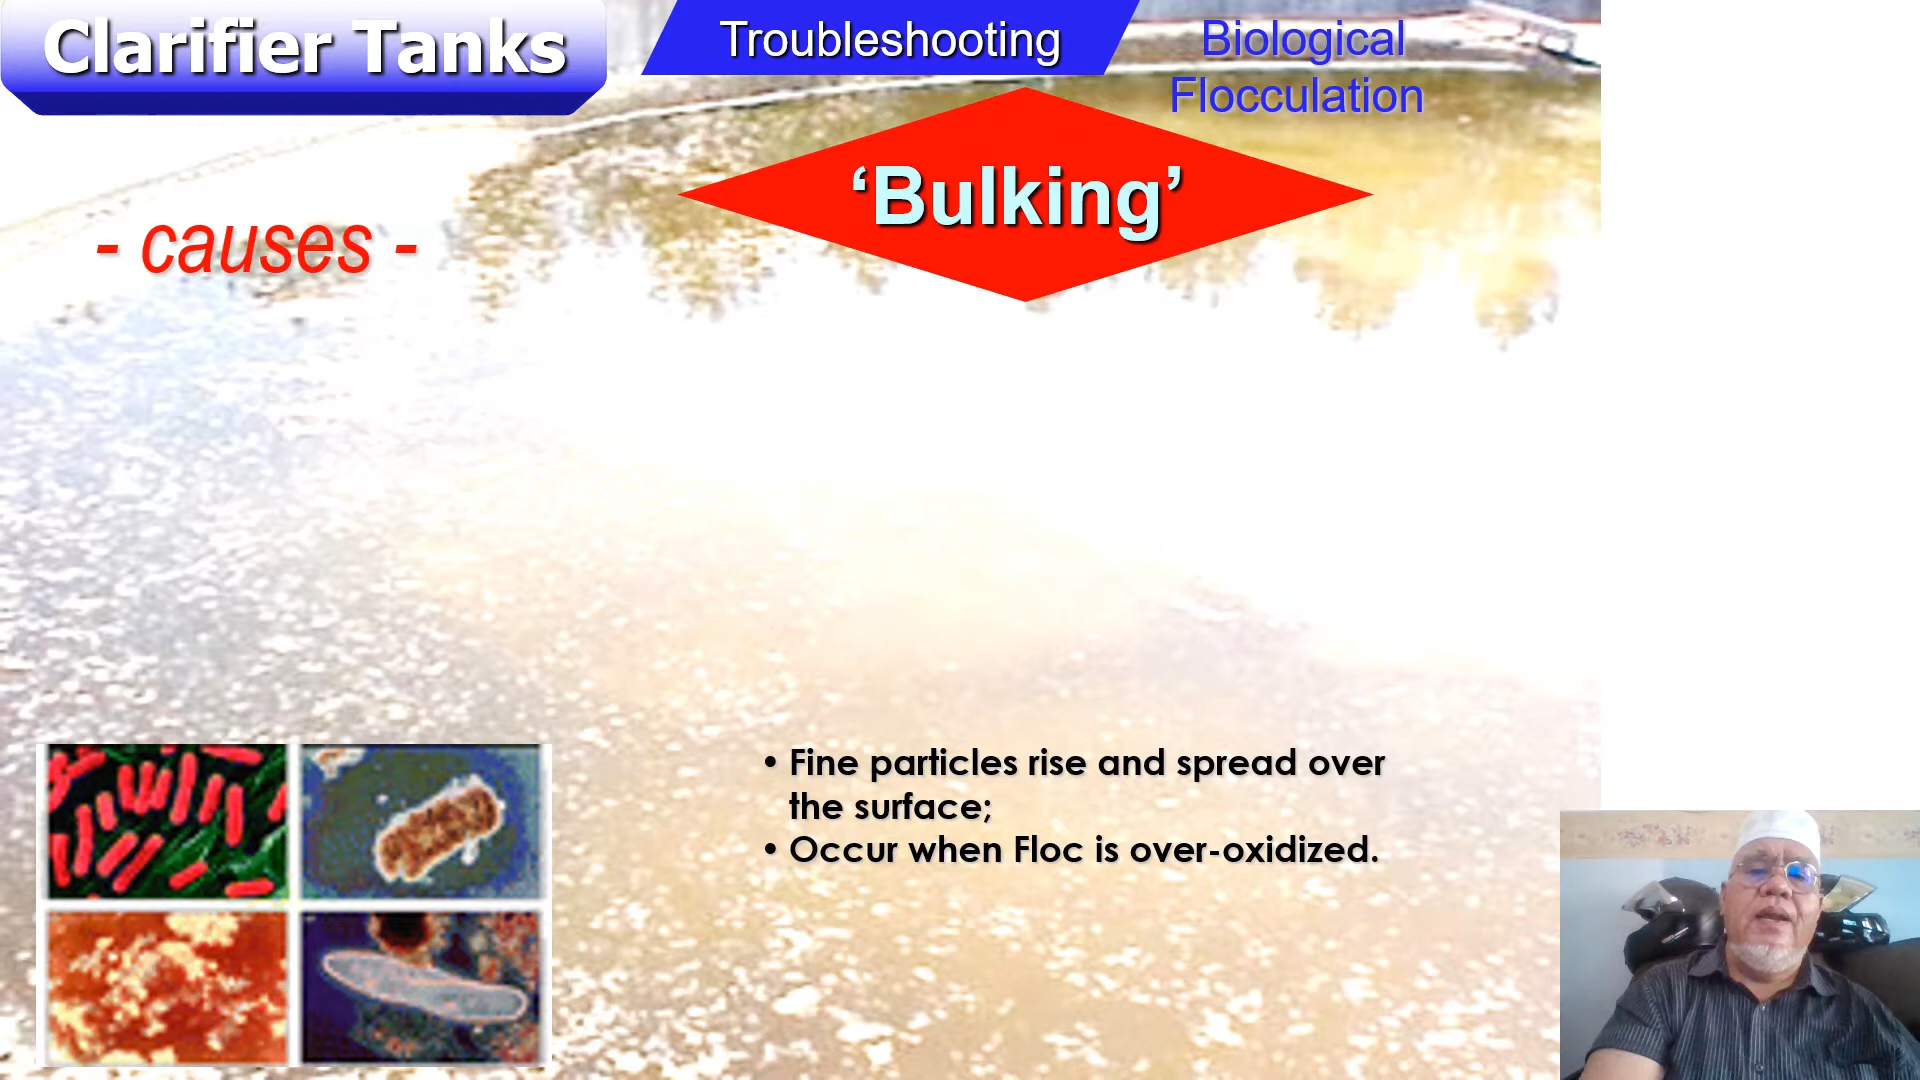 Clarifier Tanks
Troubleshooting
Biological
Flocculation
‘Bulking’
- causes -
• Fine particles rise and spread over
the surface;
• Occur when Floc is over-oxidized.